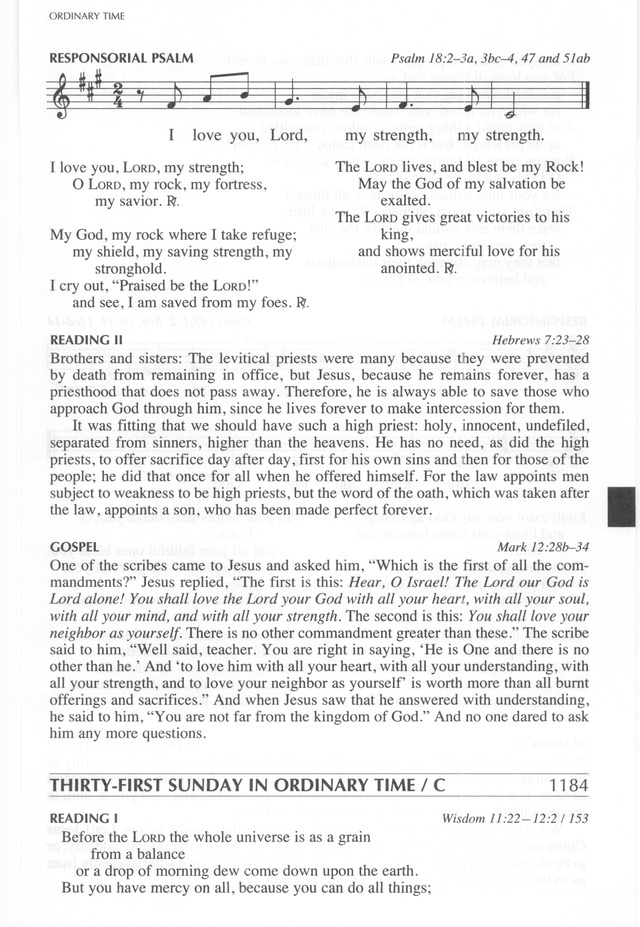 ORDINARY TIME
RESPONSORIAL PSALM Psalm 18:2–3a, 3bc–4, 47 and 51ab
I love you, Lord, my strength, my strength.
I love you, LORD, my strength;
O LORD, my rock, my fortress,
my savior. ℟.
My God, my rock where I take refuge;
my shield, my saving strength, my
stronghold.
I cry out, “Praised be the LORD!”
and see, I am saved from my foes. ℟.
The LORD lives, and blest be my Rock!
May the God of my salvation be
exalted.
The LORD gives great victories to his
king,
and shows merciful love for his
anointed. ℟.
READING II Hebrews 7:23–28
Brothers and sisters: The levitical priests were many because they were prevented
by death from remaining in office, but Jesus, because he remains forever, has a
priesthood that does not pass away. Therefore, he is always able to save those who
approach God through him, since he lives forever to make intercession for them.
It was fitting that we should have such a high priest: holy, innocent, undefiled,
separated from sinners, higher than the heavens. He has no need, as did the high
priests, to offer sacrifice day after day, first for his own sins and then for those of the
people; he did that once for all when he offered himself. For the law appoints men
subject to weakness to be high priests, but the word of the oath, which was taken after
the law, appoints a son, who has been made perfect forever.
GOSPEL Mark 12:28b–34
One of the scribes came to Jesus and asked him, “Which is the first of all the com-
mandments?” Jesus replied, “The first is this: Hear, O Israel! The Lord our God is
Lord alone! You shall love the Lord your God with all your heart, with all your soul,
with all your mind, and with all your strength. The second is this: You shall love your
neighbor as yourself. There is no other commandment greater than these.” The scribe
said to him, “Well said, teacher. You are right in saying, ‘He is One and there is no
other than he.’ And ‘to love him with all your heart, with all your understanding, with
all your strength, and to love your neighbor as yourself’ is worth more than all burnt
offerings and sacrifices.” And when Jesus saw that he answered with understanding,
he said to him, “You are not far from the kingdom of God.” And no one dared to ask
him any more questions.
THIRTY-FIRST SUNDAY IN ORDINARY TIME / C 1184
READING I Wisdom 11:22—12:2 / 153
Before the LORD the whole universe is as a grain
from a balance
or a drop of morning dew come down upon the earth.
But you have mercy on all, because you can do all things;